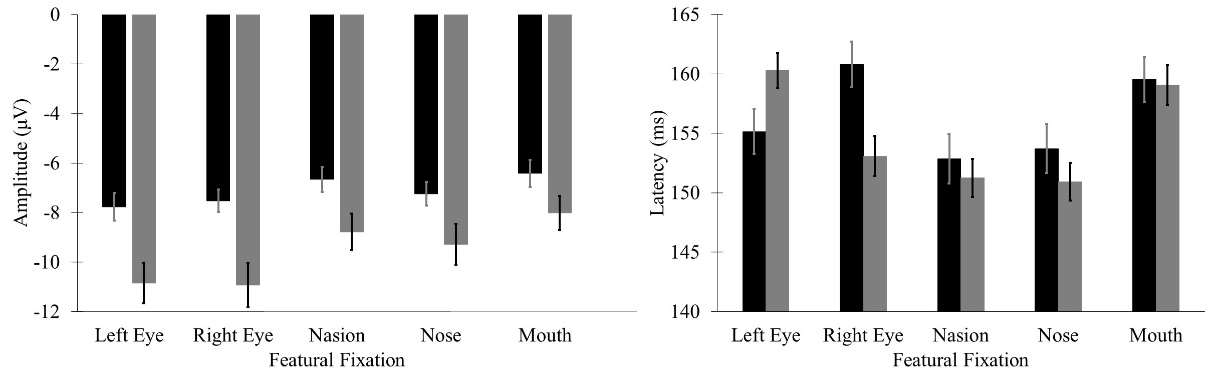 0
-2
-4
-6
-8
-10
-12
Amplitude (µV)
Left Eye Right Eye Nasion Nose Mouth
Featural Fixation
165
160
155
150
145
140
Latency (ms)
Left Eye Right Eye Nasion Nose Mouth
Featural Fixation